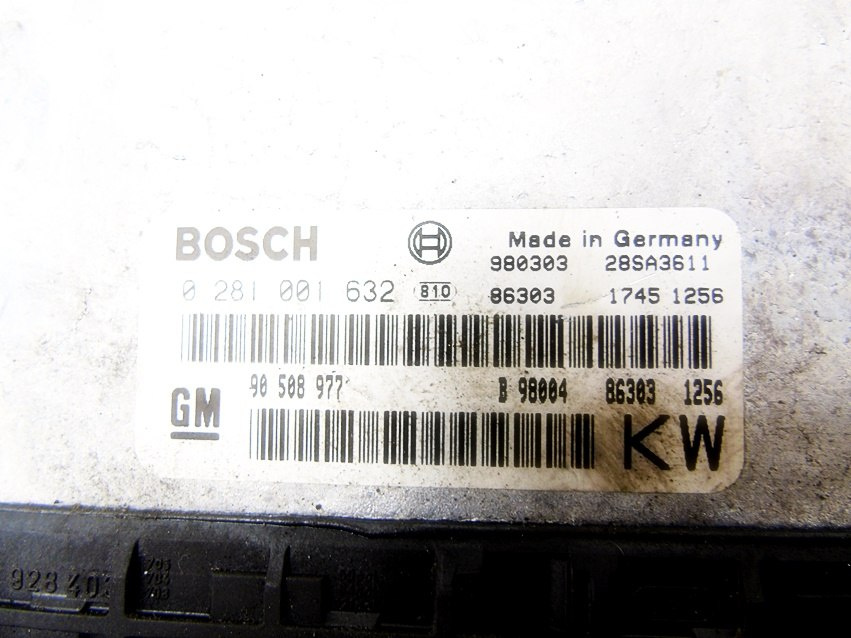 BOSCH Made in Germany
980303 28SA3611
0 281 001 632 810 86303 1745 1256
90 508 977 B 98004 86303 1256
GM KW
928 40